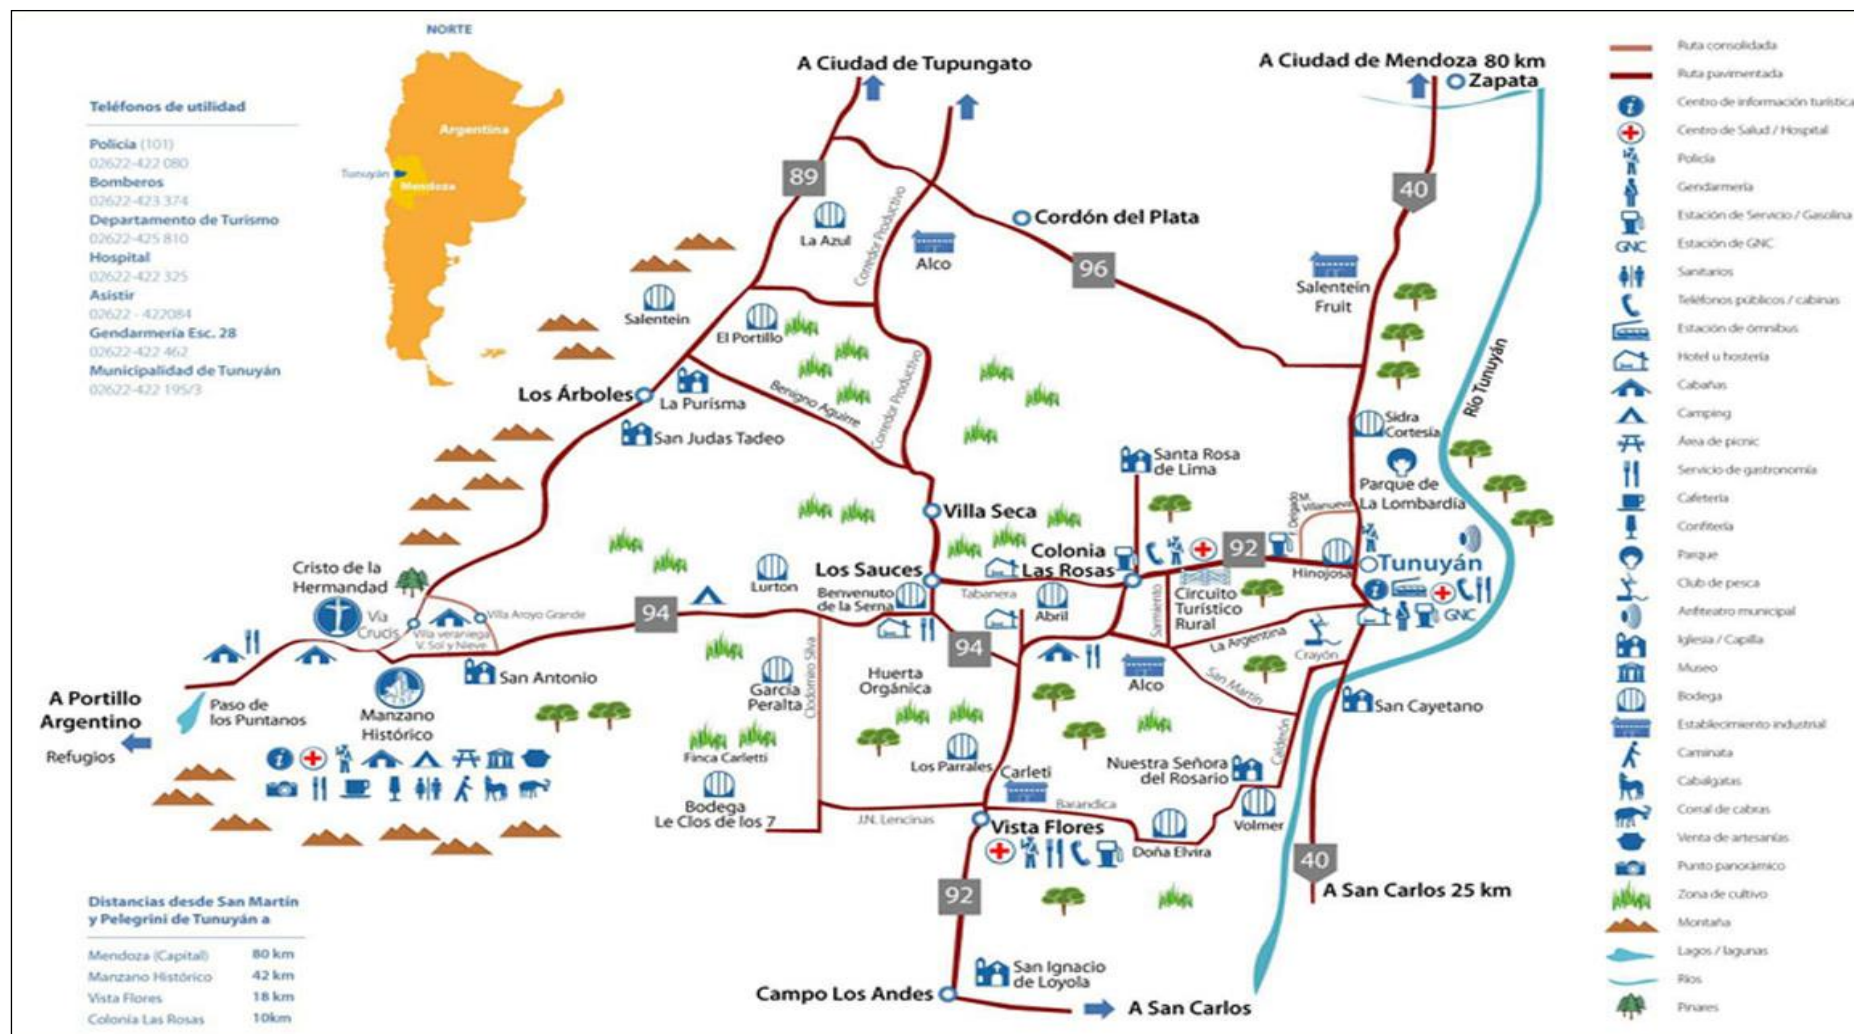 NORTE
Argentina
Tunuyán
Mendoza
Teléfonos de utilidad
Policía (101)
02622-422 080
Bomberos
02622-423 374
Departamento de Turismo
02622-425 810
Hospital
02622-422 325
Asistir
02622 - 422084
Gendarmería Esc. 28
02622-422 462
Municipalidad de Tunuyán
02622-422 195/3
A Ciudad de Tupungato
A Ciudad de Mendoza 80 km
Zapata
89
40
La Azul
Corredor Productivo
Alco
Cordón del Plata
96
Salentein
Fruit
Río Tunuyán
Salentein
El Portillo
Los Árboles
La Purísma
San Judas Tadeo
Benigno Aguirre
Corredor Productivo
Sidra
Cortesía
Parque de
La Lombardía
Santa Rosa
de Lima
Villa Seca
Delgado
M.
Villanueva
92
Tunuyán
Hinojosa
GNC
Colonia
Las Rosas
Los Sauces
Tabanera
Abril
Benvenuto
de la Serna
Lurton
Sarmiento
Circuito
Turístico
Rural
La Argentina
Crayón
Cristo de la
Hermandad
Vía
Crucis
Villa Aroyo Grande
Villa veraniega
V. Sol y Nieve
94
94
San Antonio
Clodomiro Silva
García
Peralta
Huerta
Orgánica
Alco
San Martín
San Cayetano
A Portillo
Argentino
Refugios
Paso de
los Puntanos
Manzano
Histórico
Finca Carletti
Bodega
Le Clos de los 7
Los Parrales
Carleti
Nuestra Señora
del Rosario
Calderón
J.N. Lencinas
Barandica
Vista Flores
Doña Elvira
Volmer
40
A San Carlos 25 km
92
San Ignacio
de Loyola
Campo Los Andes
A San Carlos
Distancias desde San Martín
y Pelegrini de Tunuyán a
Mendoza (Capital) 80 km
Manzano Histórico 42 km
Vista Flores 18 km
Colonia Las Rosas 10km
Ruta consolidada
Ruta pavimentada
Centro de información turística
Centro de Salud / Hospital
Policía
Gendarmería
Estación de Servicio / Gasolina
GNC Estación de GNC
Sanitarios
Teléfonos públicos / cabinas
Estación de ómnibus
Hotel u hostería
Cabañas
Camping
Área de picnic
Servicio de gastronomía
Cafetería
Confitería
Parque
Club de pesca
Anfiteatro municipal
Iglesia / Capilla
Museo
Bodega
Establecimiento industrial
Caminata
Cabalgatas
Corral de cabras
Venta de artesanías
Punto panorámico
Zona de cultivo
Montaña
Lagos / lagunas
Ríos
Pinares